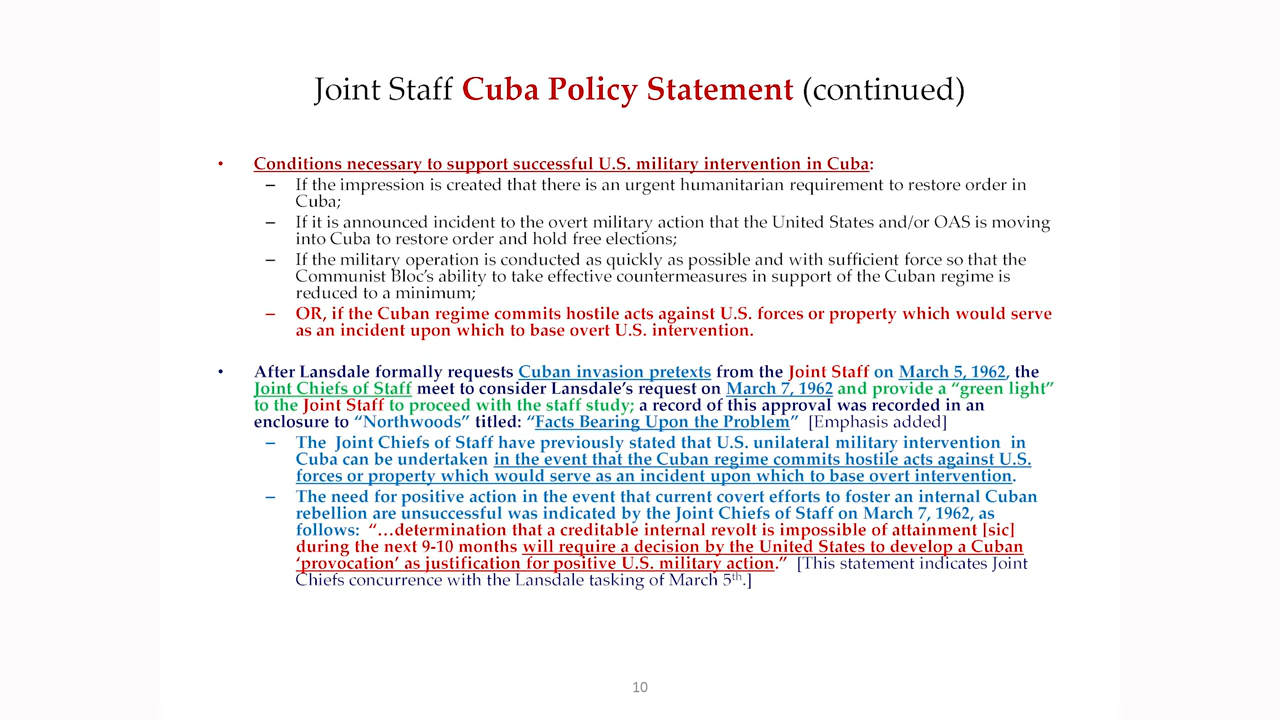 Joint Staff Cuba Policy Statement (continued)
• Conditions necessary to support successful U.S. military intervention in Cuba:
– If the impression is created that there is an urgent humanitarian requirement to restore order in
Cuba;
– If it is announced incident to the overt military action that the United States and/or OAS is moving
into Cuba to restore order and hold free elections;
– If the military operation is conducted as quickly as possible and with sufficient force so that the
Communist Bloc’s ability to take effective countermeasures in support of the Cuban regime is
reduced to a minimum;
– OR, if the Cuban regime commits hostile acts against U.S. forces or property which would serve
as an incident upon which to base overt U.S. intervention.
• After Lansdale formally requests Cuban invasion pretexts from the Joint Staff on March 5, 1962, the
Joint Chiefs of Staff meet to consider Lansdale’s request on March 7, 1962 and provide a “green light”
to the Joint Staff to proceed with the staff study; a record of this approval was recorded in an
enclosure to “Northwoods” titled: “Facts Bearing Upon the Problem” [Emphasis added]
– The Joint Chiefs of Staff have previously stated that U.S. unilateral military intervention in
Cuba can be undertaken in the event that the Cuban regime commits hostile acts against U.S.
forces or property which would serve as an incident upon which to base overt intervention.
– The need for positive action in the event that current covert efforts to foster an internal Cuban
rebellion are unsuccessful was indicated by the Joint Chiefs of Staff on March 7, 1962, as
follows: “…determination that a creditable internal revolt is impossible of attainment [sic]
during the next 9-10 months will require a decision by the United States to develop a Cuban
‘provocation’ as justification for positive U.S. military action.” [This statement indicates Joint
Chiefs concurrence with the Lansdale tasking of March 5th.]
10